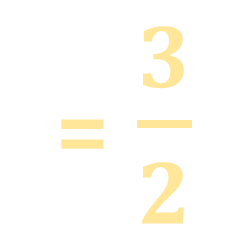 = 3/2